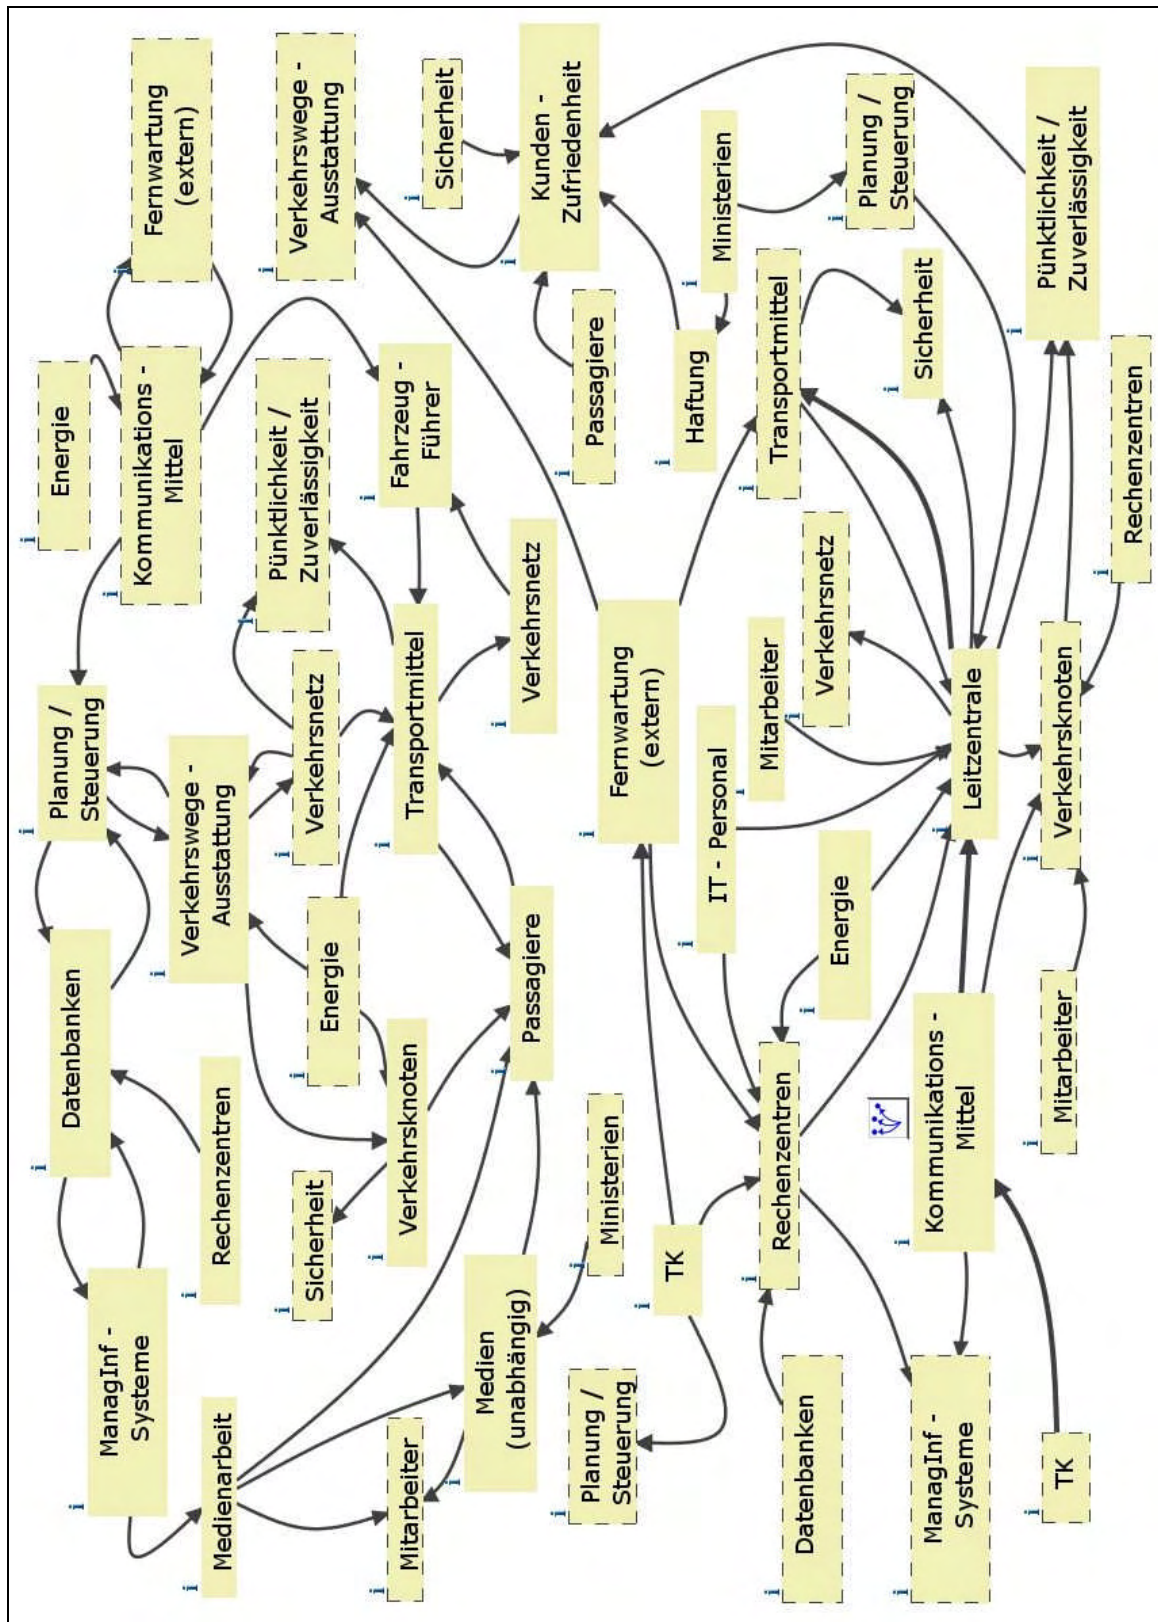 ManagInf -
Systeme
Datenbanken
Planung /
Steuerung
Energie
Kommunikations -
Mittel
Fernwartung
(extern)
Medienarbeit
Rechenzentren
Verkehrswege -
Ausstattung
Sicherheit
Energie
Verkehrsnetz
Pünktlichkeit /
Zuverlässigkeit
Verkehrswege -
Ausstattung
Mitarbeiter
Verkehrsknoten
Transportmittel
Fahrzeug -
Führer
Sicherheit
Medien
(unabhängig)
Passagiere
Verkehrsnetz
Kunden -
Zufriedenheit
Planung /
Steuerung
Ministerien
Passagiere
TK
Fernwartung
(extern)
Haftung
Ministerien
IT - Personal
Mitarbeiter
Datenbanken
Rechenzentren
Transportmittel
Energie
Verkehrsnetz
Planung /
Steuerung
ManagInf -
Systeme
Kommunikations -
Mittel
Leitzentrale
Sicherheit
TK
Mitarbeiter
Verkehrsknoten
Pünktlichkeit /
Zuverlässigkeit
Rechenzentren